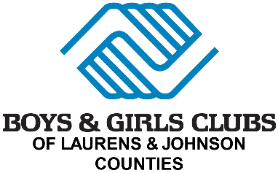 BOYS & GIRLS CLUBS
OF LAURENS & JOHNSON
COUNTIES